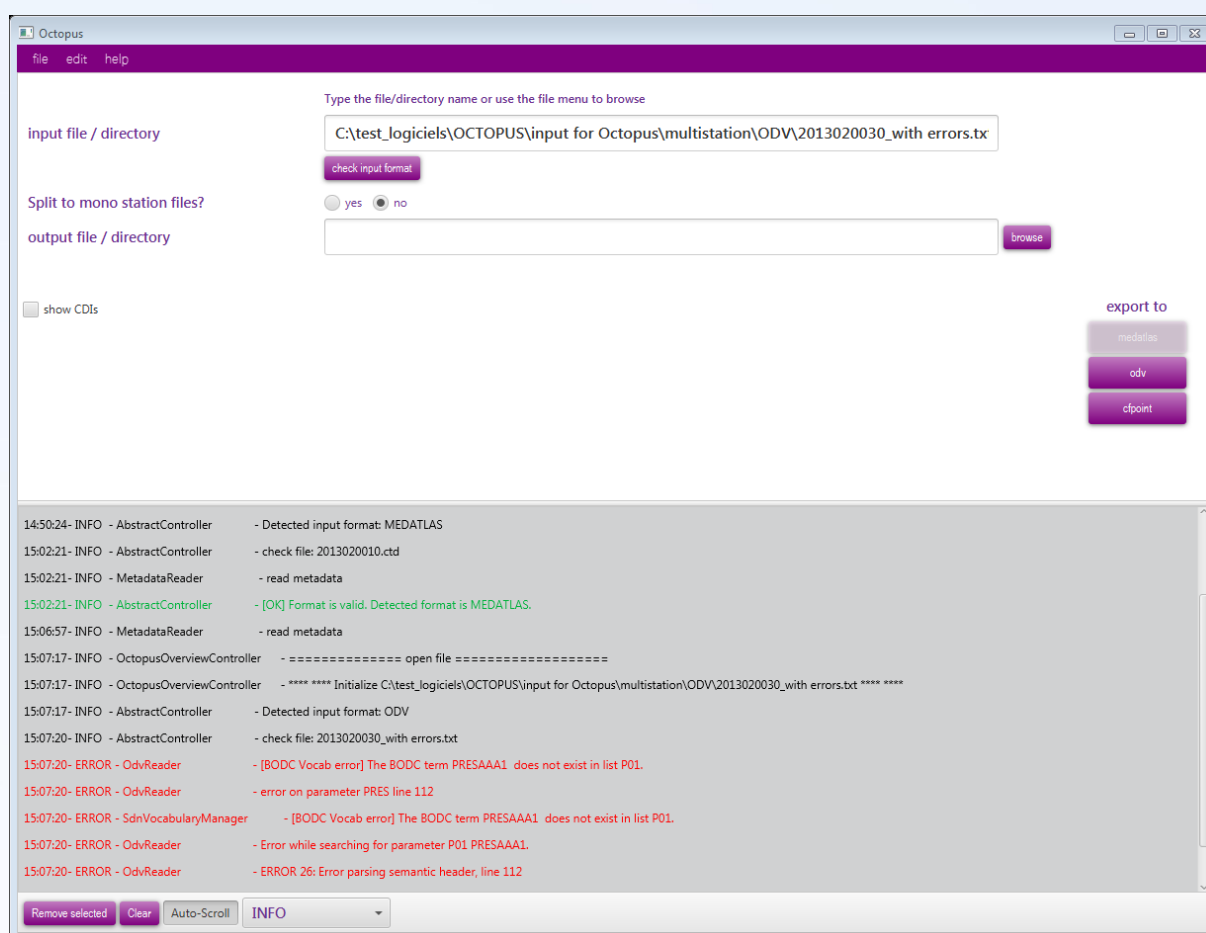 Octopus
file edit help
Type the file/directory name or use the file menu to browse
input file / directory
C:\test_logiciels\OCTOPUS\input for Octopus\multistation\ODV\2013020030_with errors.tx
check input format
Split to mono station files?
yes no
output file / directory
browse
show CDIs
export to
medatlas
odv
cfpoint
14:50:24- INFO - AbstractController - Detected input format: MEDATLAS
15:02:21- INFO - AbstractController - check file: 2013020010.ctd
15:02:21- INFO - MetadataReader - read metadata
15:02:21- INFO - AbstractController - [OK] Format is valid. Detected format is MEDATLAS.
15:06:57- INFO - MetadataReader - read metadata
15:07:17- INFO - OctopusOverviewController - ============== open file ===================
15:07:17- INFO - OctopusOverviewController - **** **** Initialize C:\test_logiciels\OCTOPUS\input for Octopus\multistation\ODV\2013020030_with errors.txt **** ****
15:07:17- INFO - AbstractController - Detected input format: ODV
15:07:20- INFO - AbstractController - check file: 2013020030_with errors.txt
15:07:20- ERROR - OdvReader - [BODC Vocab error] The BODC term PRESAAA1 does not exist in list P01.
15:07:20- ERROR - OdvReader - error on parameter PRES line 112
15:07:20- ERROR - SdnVocabularyManager - [BODC Vocab error] The BODC term PRESAAA1 does not exist in list P01.
15:07:20- ERROR - OdvReader - Error while searching for parameter P01 PRESAAA1.
15:07:20- ERROR - OdvReader - ERROR 26: Error parsing semantic header, line 112
Remove selected Clear Auto-Scroll INFO